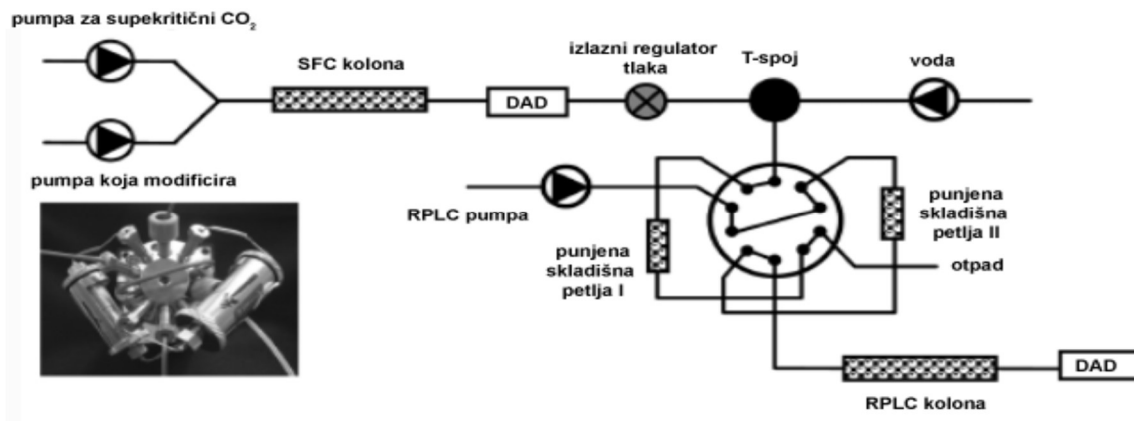 pumpa za supekritični CO₂
SFC kolona
izlazni regulator
tlaka
T-spoj
voda
DAD
pumpa koja modificira
RPLC pumpa
punjena
skladišna
petlja I
punjena
skladišna
petlja II
otpad
DAD
RPLC kolona